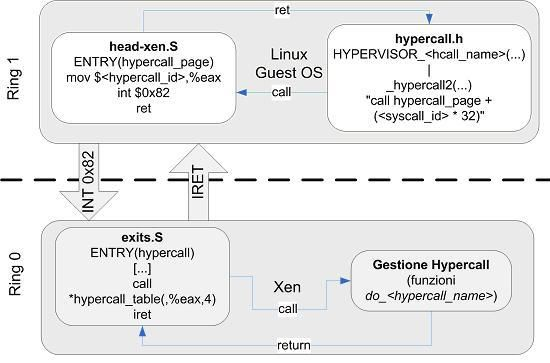 ret
Ring 1
head-xen.S
ENTRY(hypercall_page)
mov $<hypercall_id>,%eax
int $0x82
ret
Linux
Guest OS
call
hypercall.h
HYPERVISOR_<hcall_name>(...)
|
_hypercall2(...)
"call hypercall_page +
(<syscall_id> * 32)"
INT 0x82
IRET
Ring 0
exits.S
ENTRY(hypercall)
[...]
call
*hypercall_table(,%eax,4)
iret
Xen
call
Gestione Hypercall
(funzioni
do_<hypercall_name>)
return